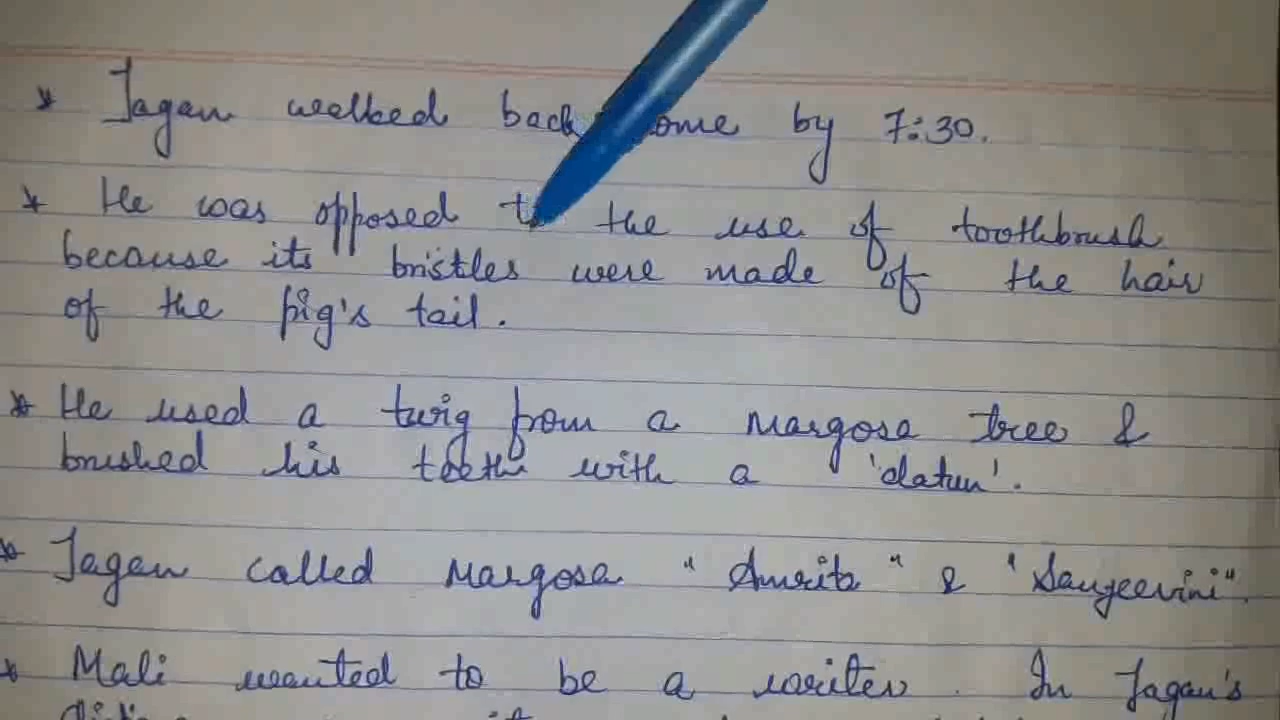 * Jagan walked back home by 7:30.
* He was opposed to the use of toothbrush
because its bristles were made of the hair
of the pig's tail.
* He used a twig from a Margosa tree &
brushed his teeth with a 'datun'.
* Jagan called Margosa "Amrita" & "Sanjeevini".
* Mali wanted to be a writer. In Jagan's